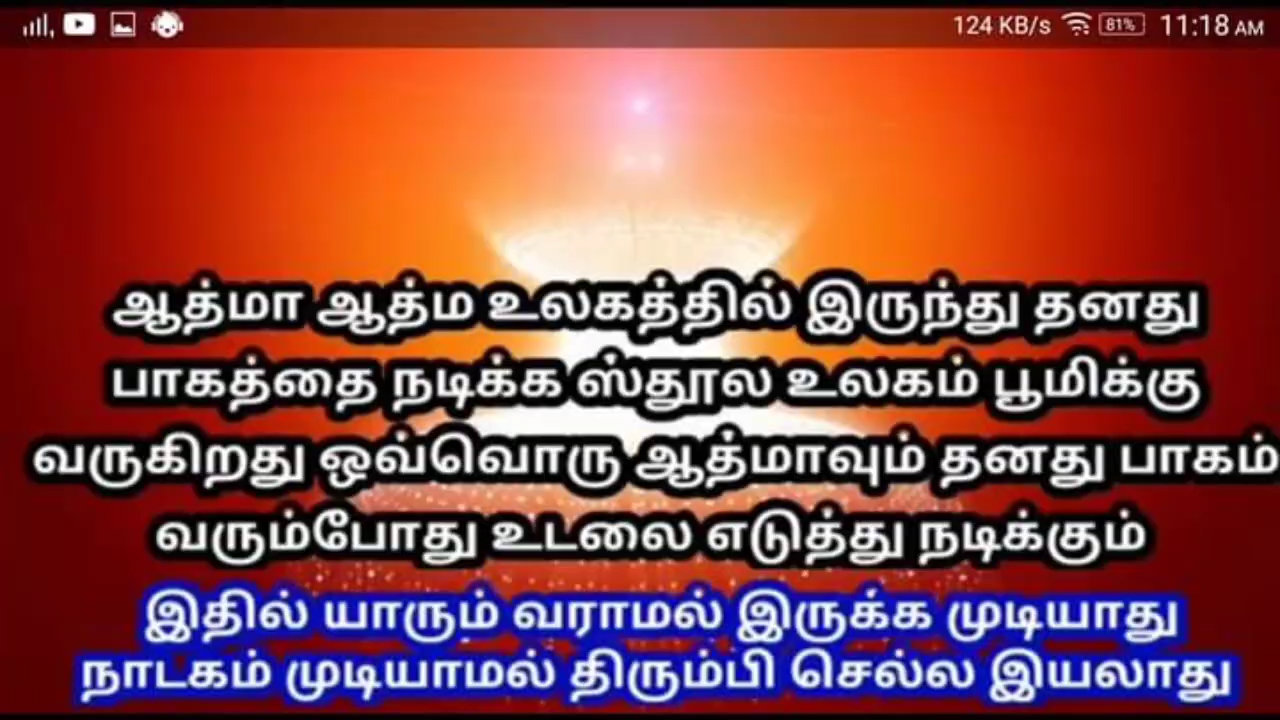 124 KB/s 81% 11:18 AM
ஆத்மா ஆத்ம உலகத்தில் இருந்து தனது
பாகத்தை நடிக்க ஸ்தூல உலகம் பூமிக்கு
வருகிறது ஒவ்வொரு ஆத்மாவும் தனது பாகம்
வரும்போது உடலை எடுத்து நடிக்கும்
இதில் யாரும் வராமல் இருக்க முடியாது
நாடகம் முடியாமல் திரும்பி செல்ல இயலாது